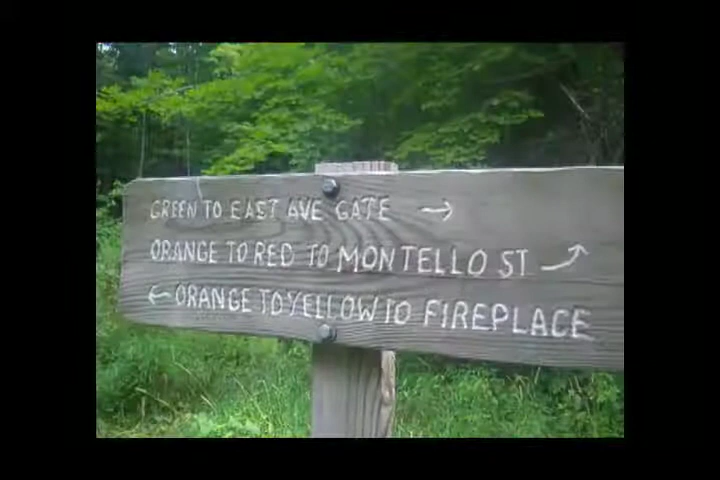 GREEN TO EAST AVE GATE →
ORANGE TO RED TO MONTELLO ST ⤴
← ORANGE TO YELLOW TO FIREPLACE